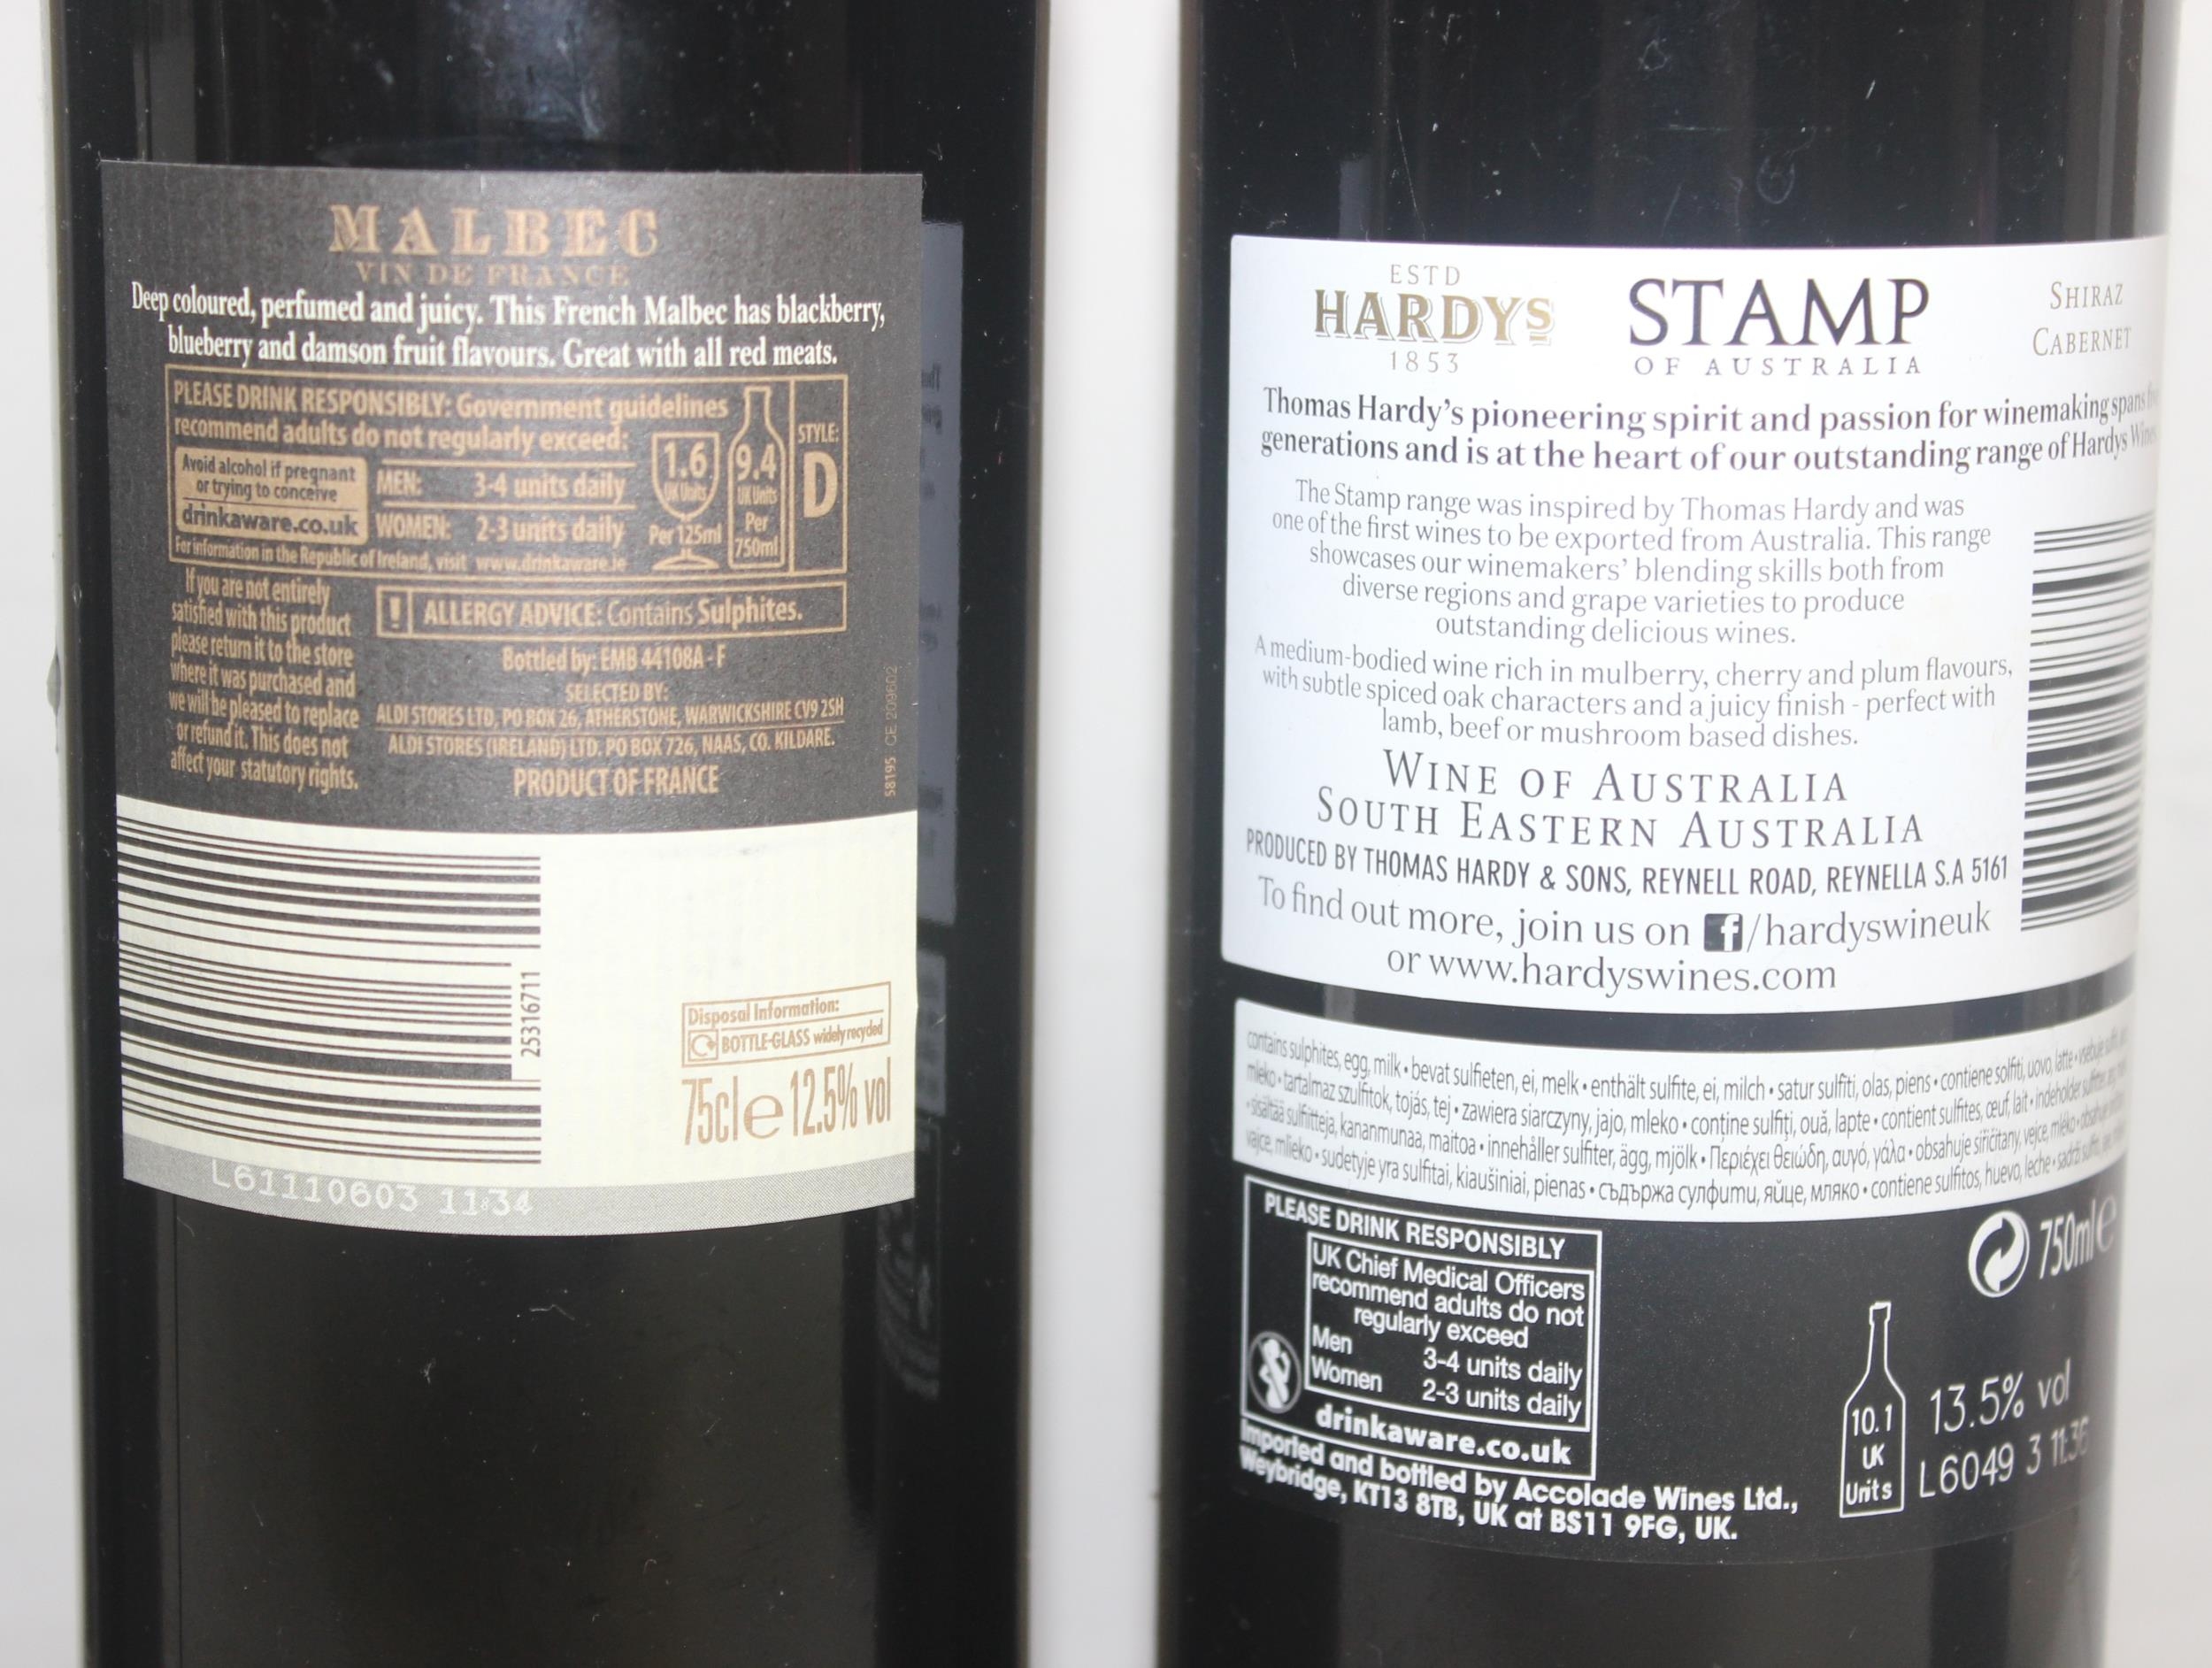 MALBEC
VIN DE FRANCE
Deep coloured, perfumed and juicy. This French Malbec has blackberry,
blueberry and damson fruit flavours. Great with all red meats.
PLEASE DRINK RESPONSIBLY: Government guidelines
recommend adults do not regularly exceed:
Avoid alcohol if pregnant
or trying to conceive
drinkaware.co.uk
MEN: 3-4 units daily
WOMEN: 2-3 units daily
1.6
UK Units
Per 125ml
9.4
UK Units
Per
750ml
STYLE:
D
For information in the Republic of Ireland, visit www.drinkaware.ie
If you are not entirely
satisfied with this product
please return it to the store
where it was purchased and
we will be pleased to replace
or refund it. This does not
affect your statutory rights.
! ALLERGY ADVICE: Contains Sulphites.
Bottled by: EMB 44108A - F
SELECTED BY:
ALDI STORES LTD, PO BOX 26, ATHERSTONE, WARWICKSHIRE CV9 2SH
ALDI STORES (IRELAND) LTD. PO BOX 726, NAAS, CO. KILDARE.
PRODUCT OF FRANCE
58195 CE 209602
25316711
Disposal Information:
BOTTLE-GLASS widely recycled
75cl e 12.5% vol
L61110603 11:34
ESTD
HARDYS
1853
STAMP
OF AUSTRALIA
SHIRAZ
CABERNET
Thomas Hardy's pioneering spirit and passion for winemaking spans
generations and is at the heart of our outstanding range of Hardys
The Stamp range was inspired by Thomas Hardy and was
one of the first wines to be exported from Australia. This range
showcases our winemakers' blending skills both from
diverse regions and grape varieties to produce
outstanding delicious wines.
A medium-bodied wine rich in mulberry, cherry and plum flavours,
with subtle spiced oak characters and a juicy finish - perfect with
lamb, beef or mushroom based dishes.
WINE OF AUSTRALIA
SOUTH EASTERN AUSTRALIA
PRODUCED BY THOMAS HARDY & SONS, REYNELL ROAD, REYNELLA S.A 5161
To find out more, join us on f/hardyswineuk
or www.hardyswines.com
contains sulphites, egg, milk • bevat sulfieten, ei, melk • enthält sulfite, ei, milch • satur sulfīti, olas, piens • contiene solfiti, uovo, latte •
mleko • tartalmaz szulfitok, tojás, tej • zawiera siarczyny, jajo, mleko • conține sulfiți, ouă, lapte • contient sulfites, œuf, lait • indeholder
• sisältää sulfiitteja, kananmunaa, maitoa • innehåller sulfiter, ägg, mjölk • Περιέχει θειώδη, αυγό, γάλα • obsahuje siřičitany, vejce, mléko •
vajce, mlieko • sudetyje yra sulfitai, kiaušiniai, pienas • съдържа сулфити, яйце, мляко • contiene sulfitos, huevo, leche •
PLEASE DRINK RESPONSIBLY
UK Chief Medical Officers
recommend adults do not
regularly exceed
Men 3-4 units daily
Women 2-3 units daily
drinkaware.co.uk
Imported and bottled by Accolade Wines Ltd.,
Weybridge, KT13 8TB, UK at BS11 9FG, UK.
750ml e
10.1
UK
Units
13.5% vol
L6049 3 11:36